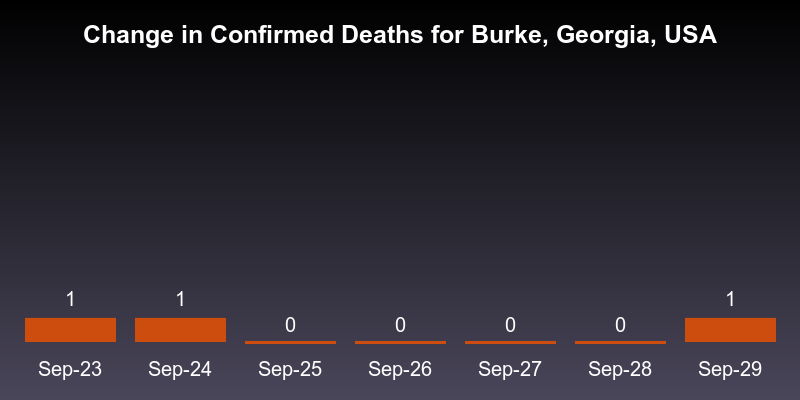 Change in Confirmed Deaths for Burke, Georgia, USA
1 1 0 0 0 0 1
Sep-23 Sep-24 Sep-25 Sep-26 Sep-27 Sep-28 Sep-29